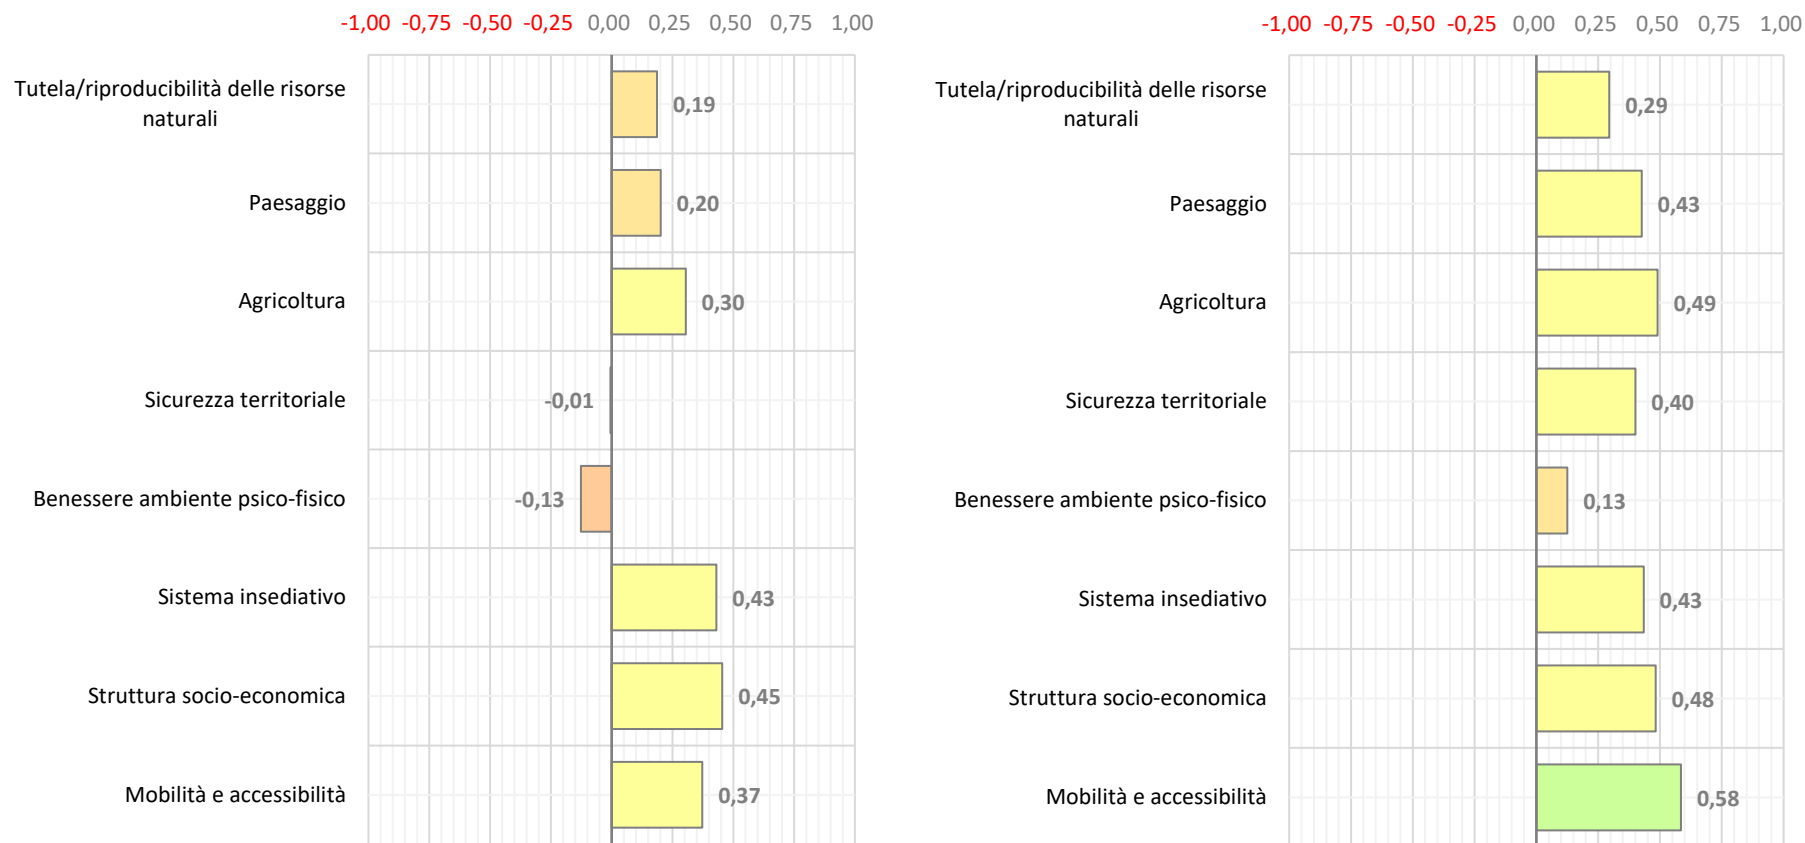 -1,00 -0,75 -0,50 -0,25 0,00 0,25 0,50 0,75 1,00
Tutela/riproducibilità delle risorse
naturali
0,19
Paesaggio
0,20
Agricoltura
0,30
Sicurezza territoriale
-0,01
Benessere ambiente psico-fisico
-0,13
Sistema insediativo
0,43
Struttura socio-economica
0,45
Mobilità e accessibilità
0,37
-1,00 -0,75 -0,50 -0,25 0,00 0,25 0,50 0,75 1,00
Tutela/riproducibilità delle risorse
naturali
0,29
Paesaggio
0,43
Agricoltura
0,49
Sicurezza territoriale
0,40
Benessere ambiente psico-fisico
0,13
Sistema insediativo
0,43
Struttura socio-economica
0,48
Mobilità e accessibilità
0,58